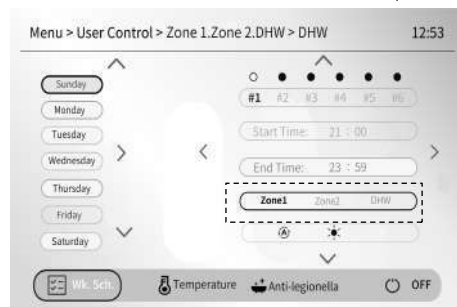 Menu > User Control > Zone 1.Zone 2.DHW > DHW 12:53
Sunday
Monday
Tuesday
Wednesday
Thursday
Friday
Saturday
#1 #2 #3 #4 #5 #6
Start Time: 21 : 00
End Time: 23 : 59
Zone1 Zone2 DHW
A
Wk. Sch. Temperature Anti-legionella OFF